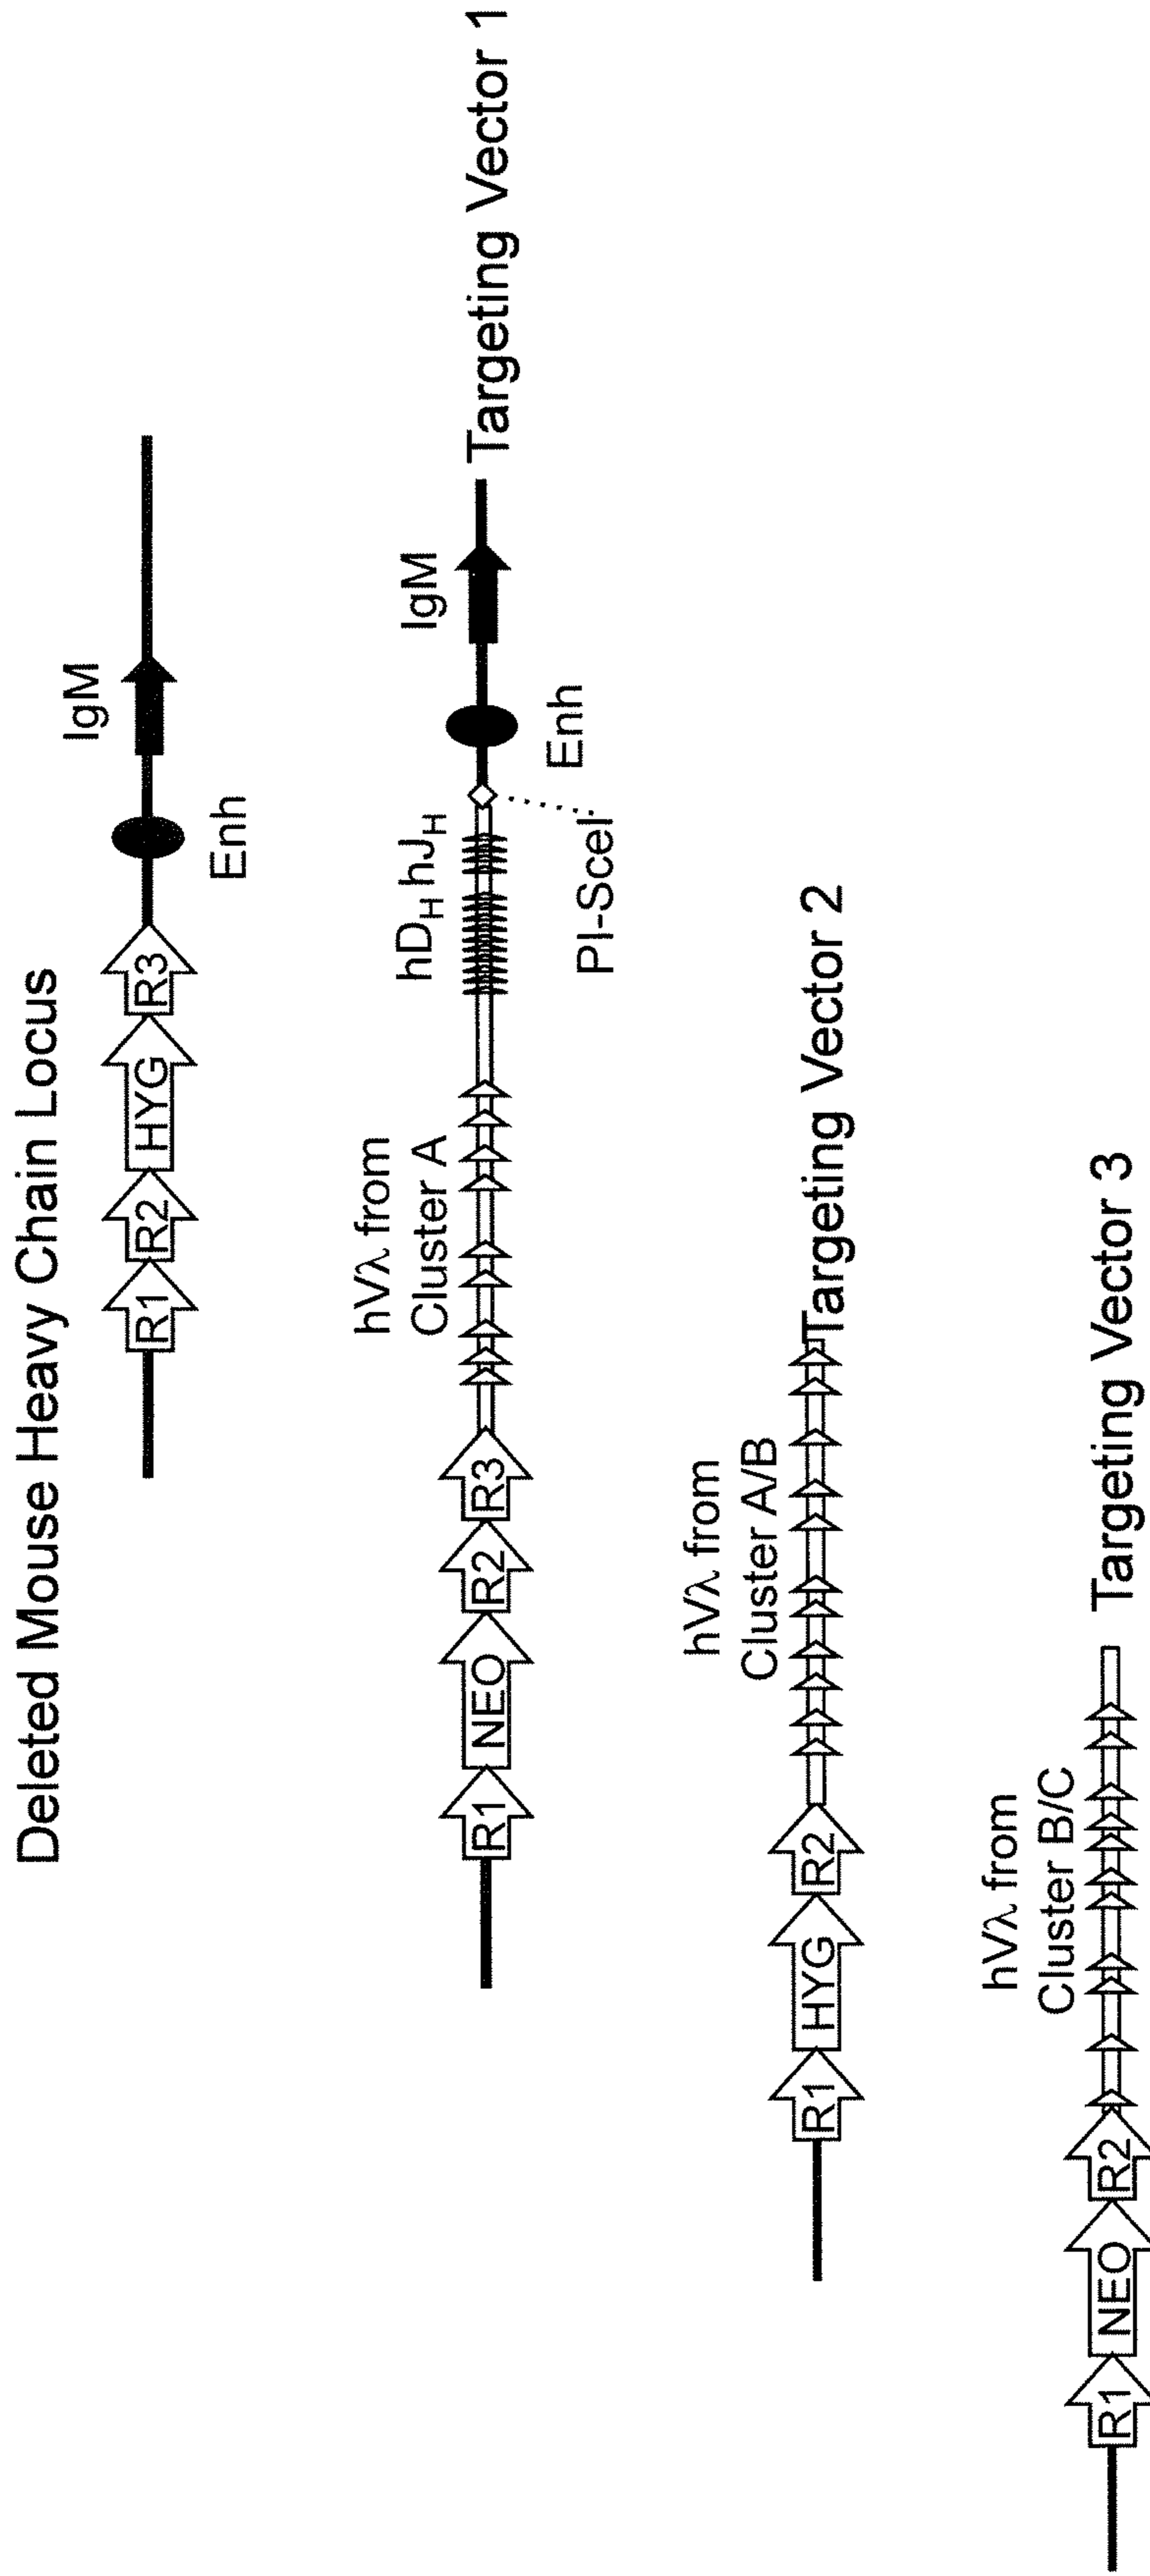 Deleted Mouse Heavy Chain Locus
IgM
R1 R2 HYG R3
Enh
hVλ from
Cluster A
hDH hJH
IgM
R1 NEO R2 R3
Targeting Vector 1
PI-SceI
Enh
hVλ from
Cluster A/B
R1 HYG R2
Targeting Vector 2
hVλ from
Cluster B/C
R1 NEO R2
Targeting Vector 3